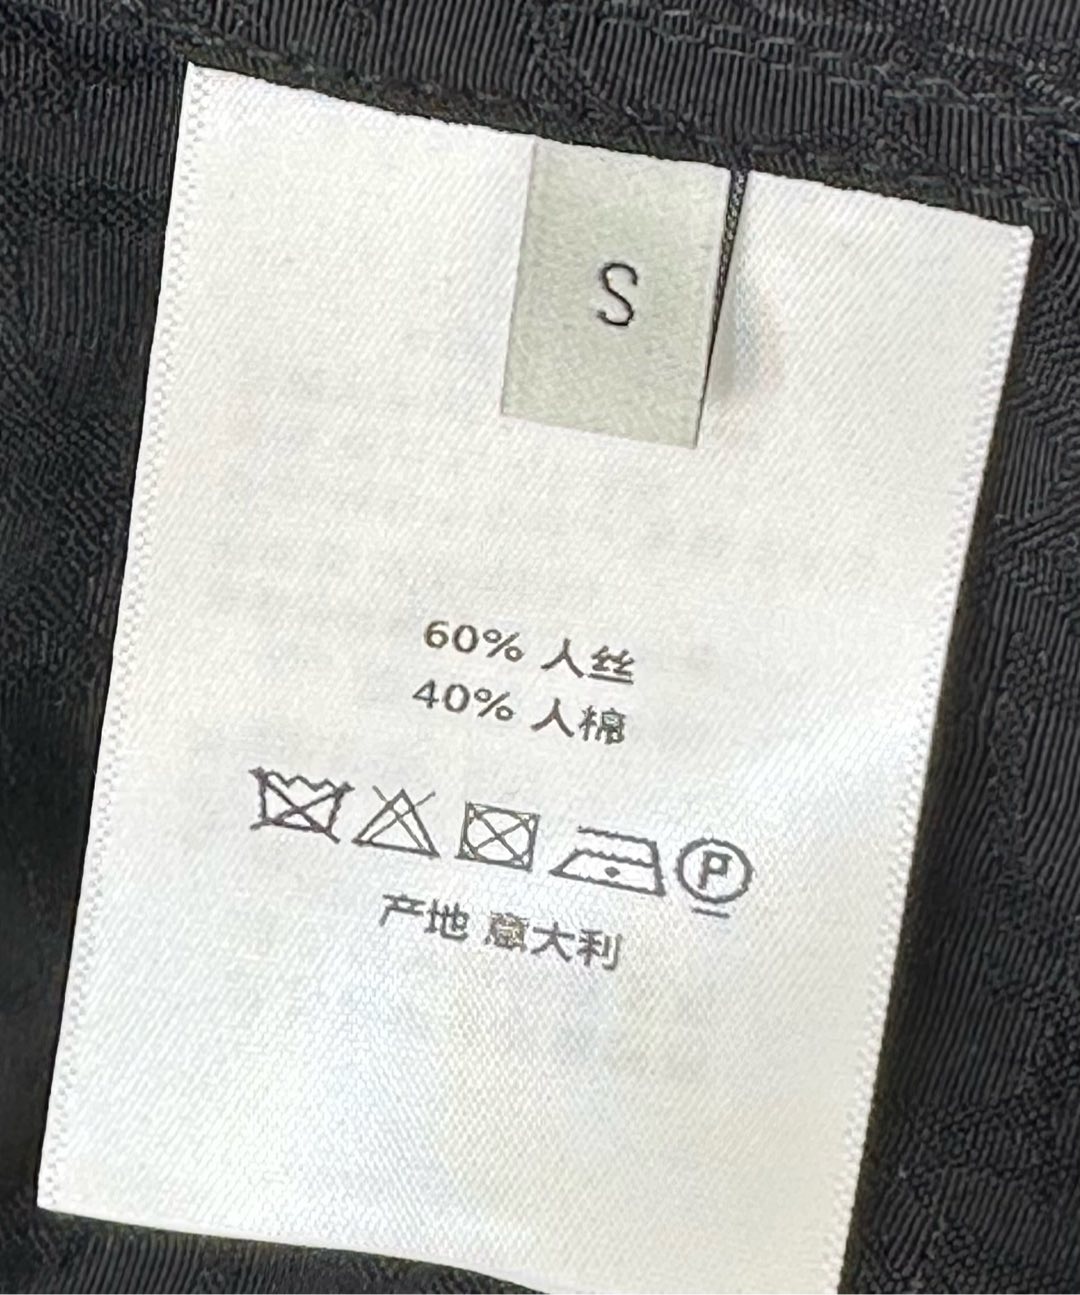 S
60% 人丝
40% 人棉
P
产地 意大利